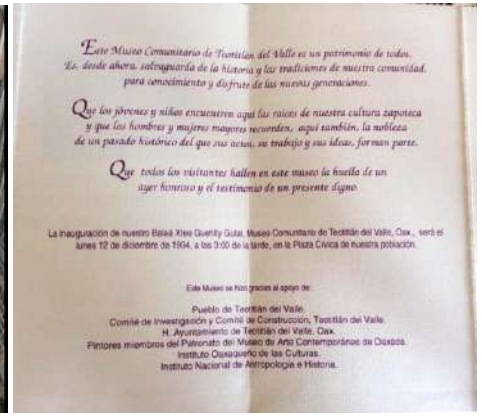 Este Museo Comunitario de Teotitlán del Valle es un patrimonio de todos.
Es, desde ahora, salvaguarda de la historia y las tradiciones de nuestra comunidad,
para conocimiento y disfrute de las nuevas generaciones.
Que los jóvenes y niños encuentren aquí las raíces de nuestra cultura zapoteca
y que los hombres y mujeres mayores recuerden, aquí también, la nobleza
de un pasado histórico del que sus actos, su trabajo y sus ideas, forman parte.
Que todos los visitantes hallen en este museo la huella de un
ayer honroso y el testimonio de un presente digno.
La inauguración de nuestro Balaá Xtee Guehly Gulal, Museo Comunitario de Teotitlán del Valle, Oax., será el
lunes 12 de diciembre de 1994, a las 3:00 de la tarde, en la Plaza Cívica de nuestra población.
Este Museo se hizo gracias al apoyo de:
Pueblo de Teotitlán del Valle.
Comité de Investigación y Comité de Construcción, Teotitlán del Valle.
H. Ayuntamiento de Teotitlán del Valle, Oax.
Pintores miembros del Patronato del Museo de Arte Contemporáneo de Oaxaca.
Instituto Oaxaqueño de las Culturas.
Instituto Nacional de Antropología e Historia.